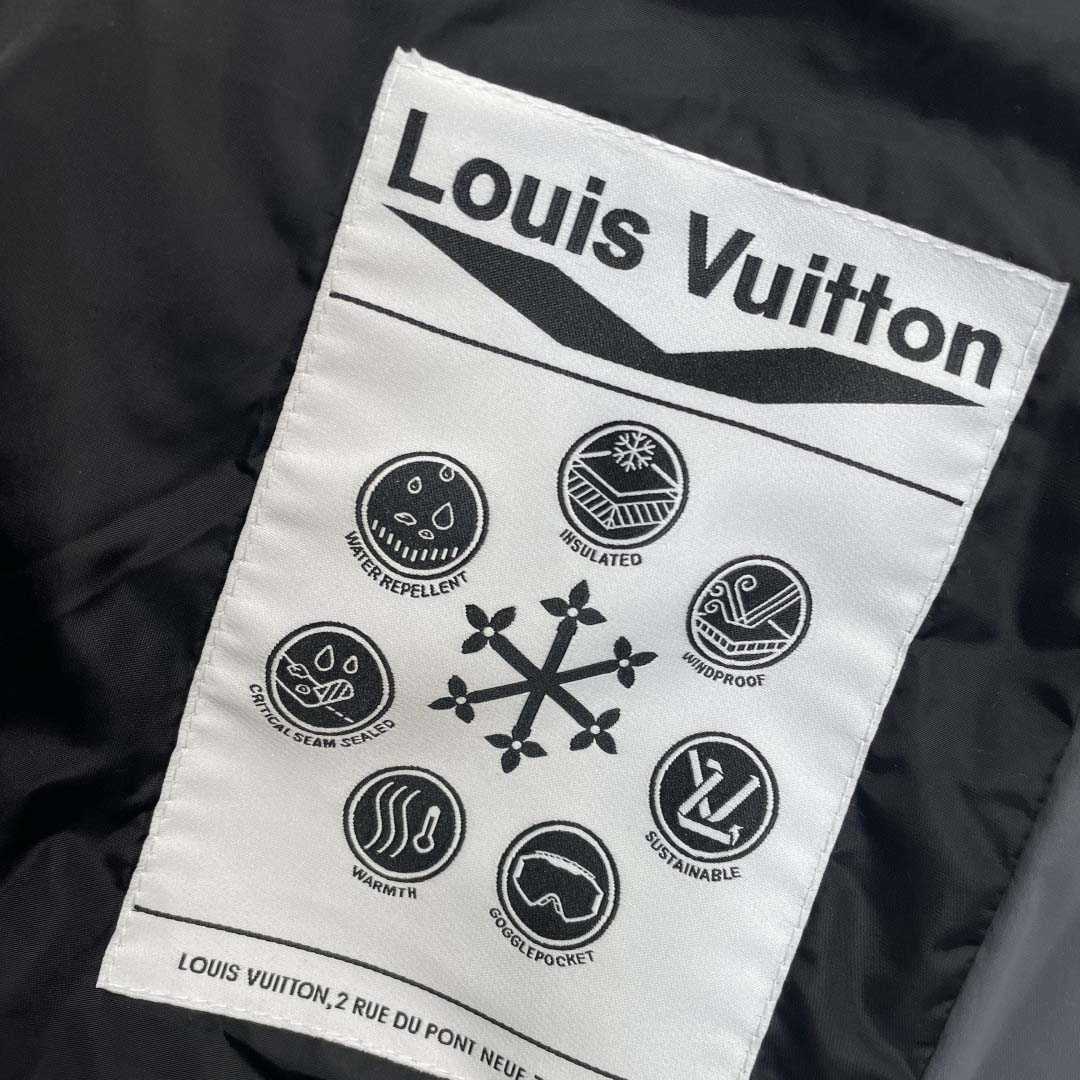 Louis Vuitton
INSULATED
WATER REPELLENT
WINDPROOF
CRITICAL SEAM SEALED
SUSTAINABLE
WARMTH
GOGGLEPOCKET
LOUIS VUITTON, 2 RUE DU PONT NEUF